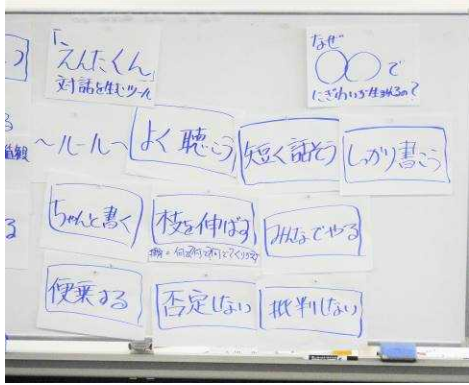 「えんたくん」
対話を生むツール
なぜ
○○で
にぎわいが生まれるの?
～ルール～
よく聴こう
短く話そう
しっかり書こう
ちゃんと書く
枝を伸ばす
みんなでやる
便乗する
否定しない
批判しない